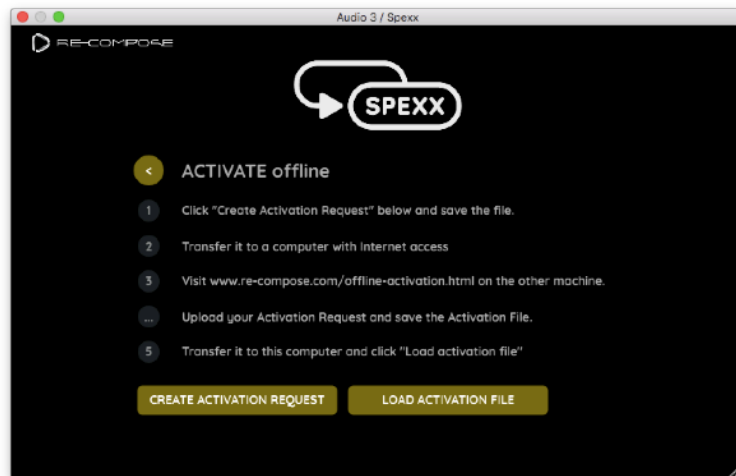 Audio 3 / Spexx
RE-COMPOSE
SPEXX
< ACTIVATE offline
1 Click "Create Activation Request" below and save the file.
2 Transfer it to a computer with Internet access
3 Visit www.re-compose.com/offline-activation.html on the other machine.
... Upload your Activation Request and save the Activation File.
5 Transfer it to this computer and click "Load activation file"
CREATE ACTIVATION REQUEST LOAD ACTIVATION FILE